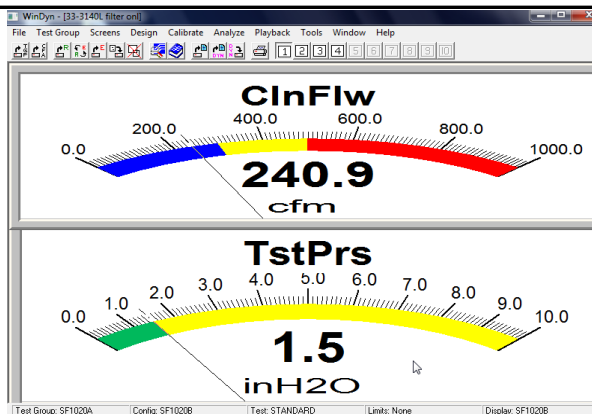 WinDyn - [33-3140L filter onl]
File Test Group Screens Design Calibrate Analyze Playback Tools Window Help
1 2 3 4 5 6 7 8 9 10
ClnFlw
0.0 200.0 400.0 600.0 800.0 1000.0
240.9
cfm
TstPrs
0.0 1.0 2.0 3.0 4.0 5.0 6.0 7.0 8.0 9.0 10.0
1.5
inH2O
Test Group: SF1020A Config: SF1020B Test: STANDARD Limits: None Display: SF1020B